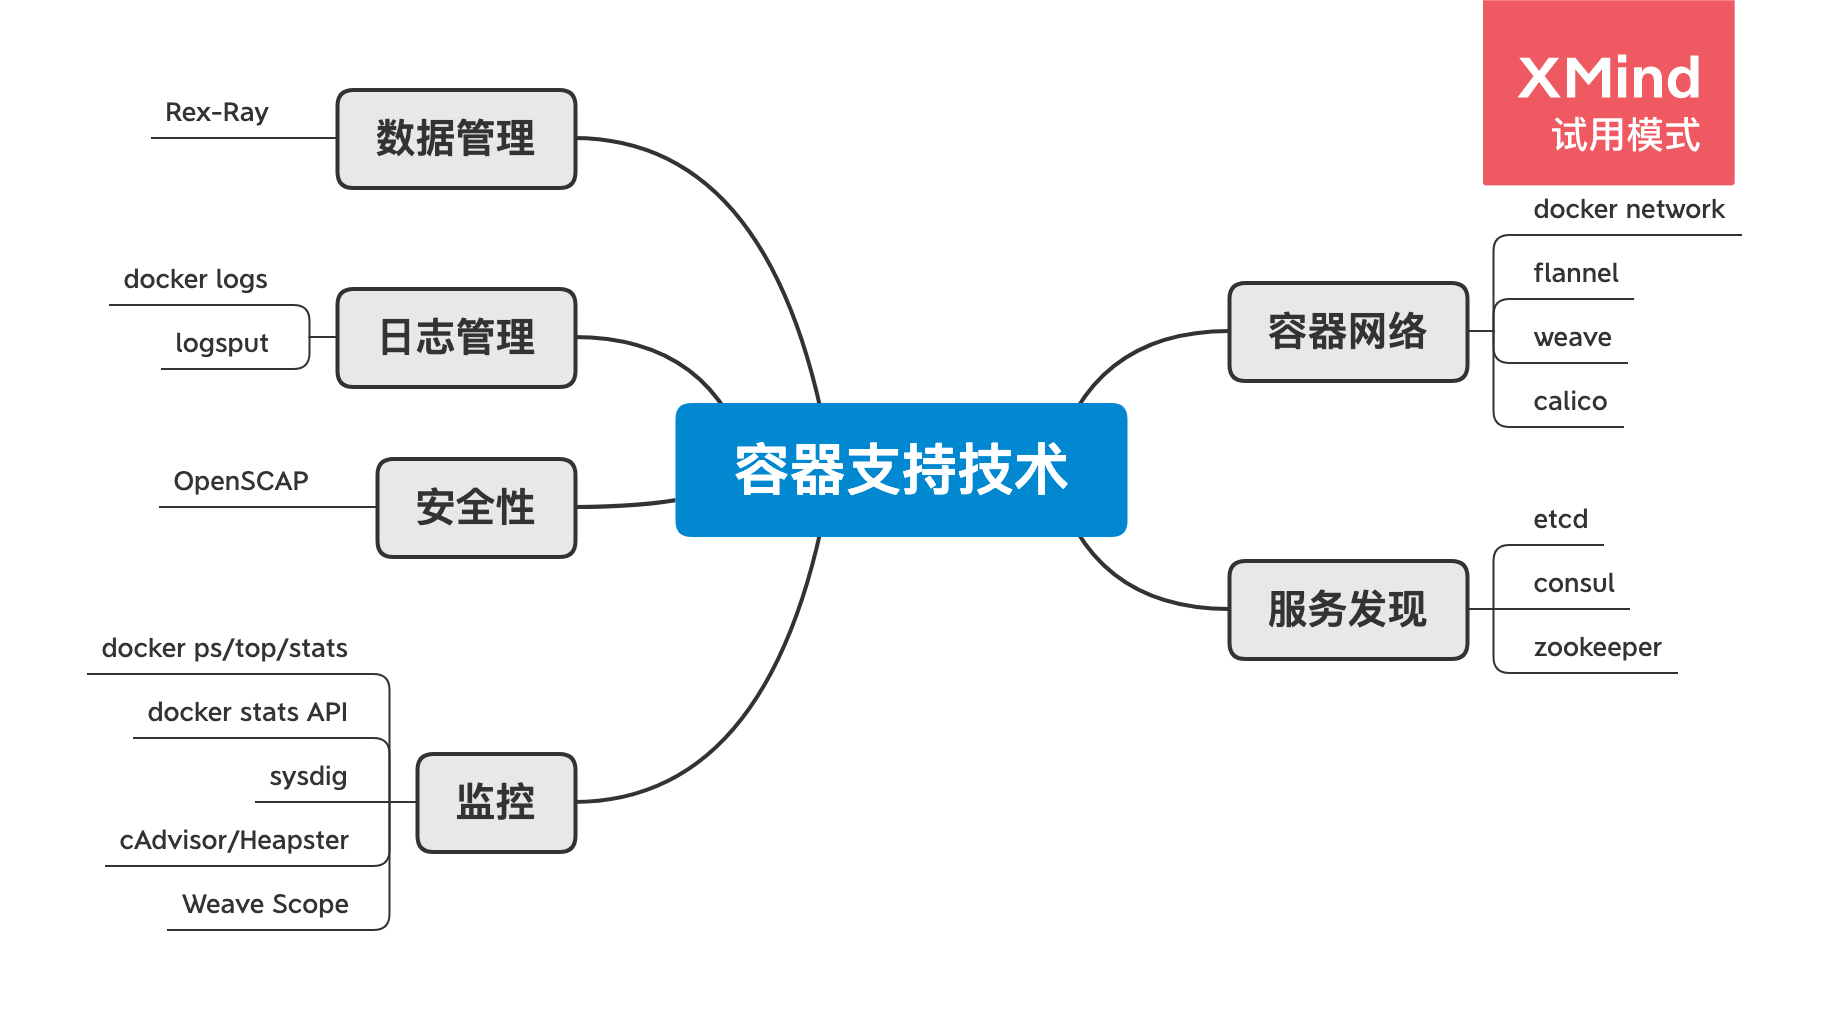 XMind
试用模式
容器支持技术
容器网络
docker network
flannel
weave
calico
服务发现
etcd
consul
zookeeper
数据管理
Rex-Ray
日志管理
docker logs
logsput
安全性
OpenSCAP
监控
docker ps/top/stats
docker stats API
sysdig
cAdvisor/Heapster
Weave Scope